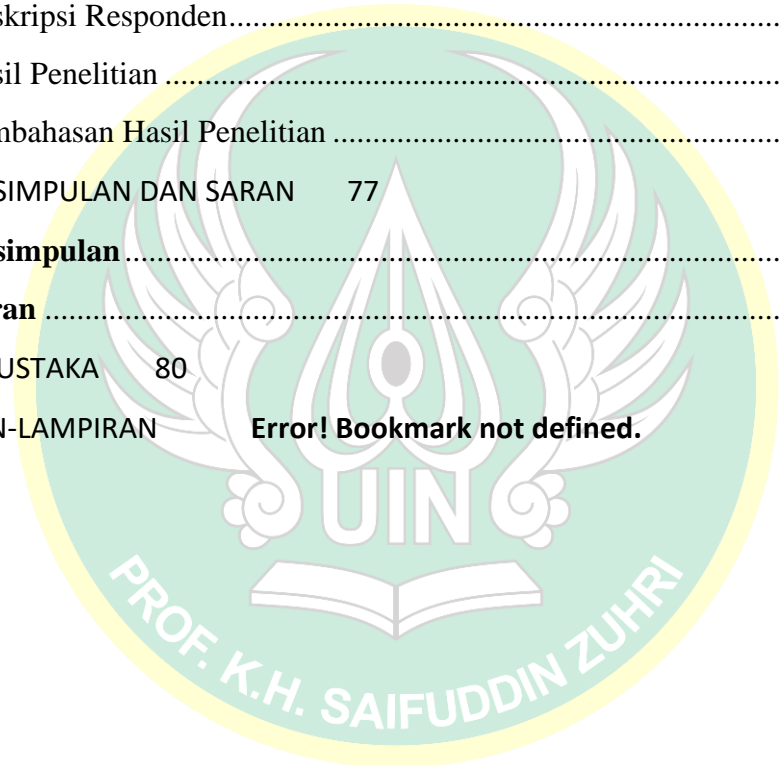 skripsi Responden
sil Penelitian
mbahasan Hasil Penelitian
SIMPULAN DAN SARAN 77
simpulan
ran
USTAKA 80
N-LAMPIRAN Error! Bookmark not defined.
UIN
PROF. K.H. SAIFUDDIN ZUHRI